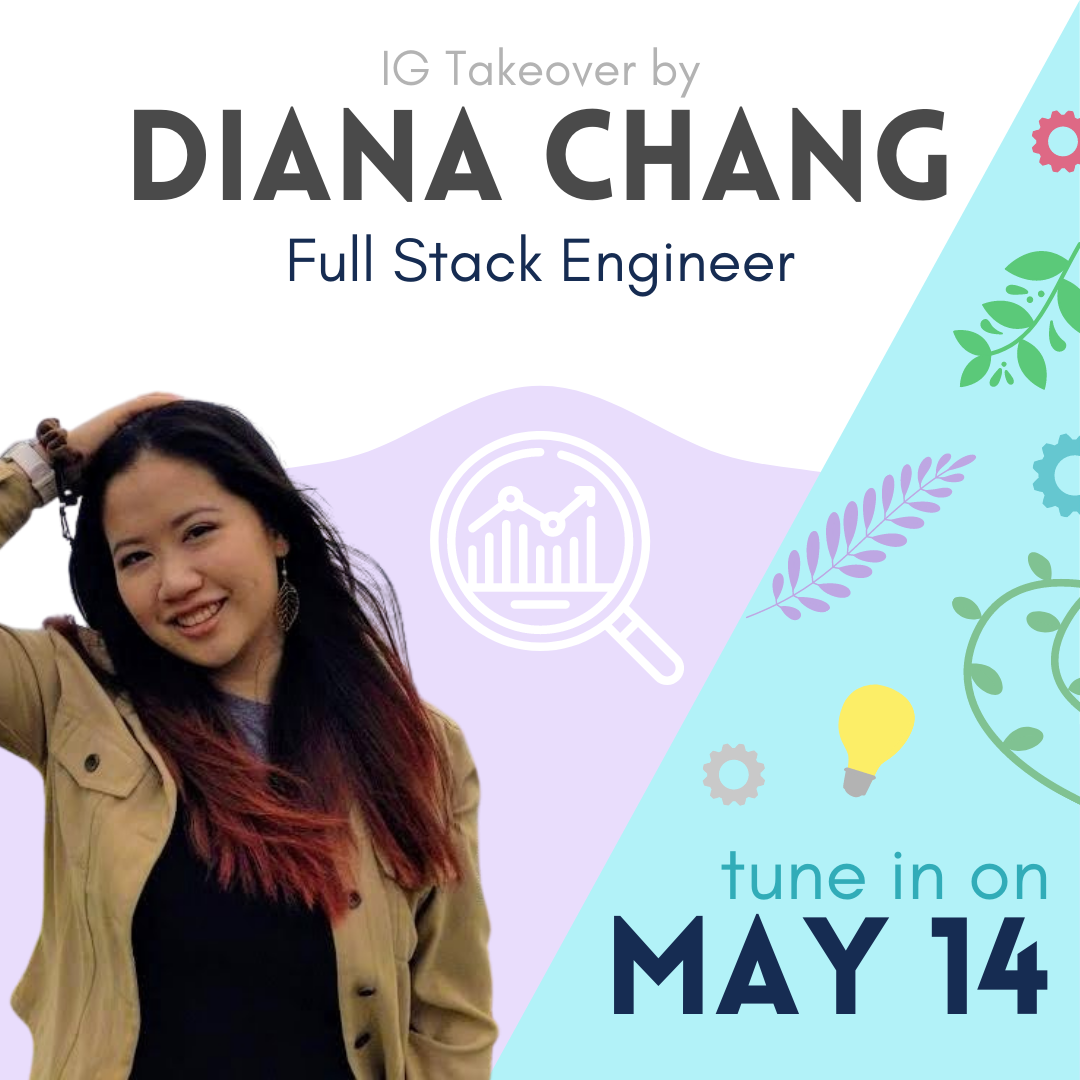 IG Takeover by
DIANA CHANG
Full Stack Engineer
tune in on
MAY 14